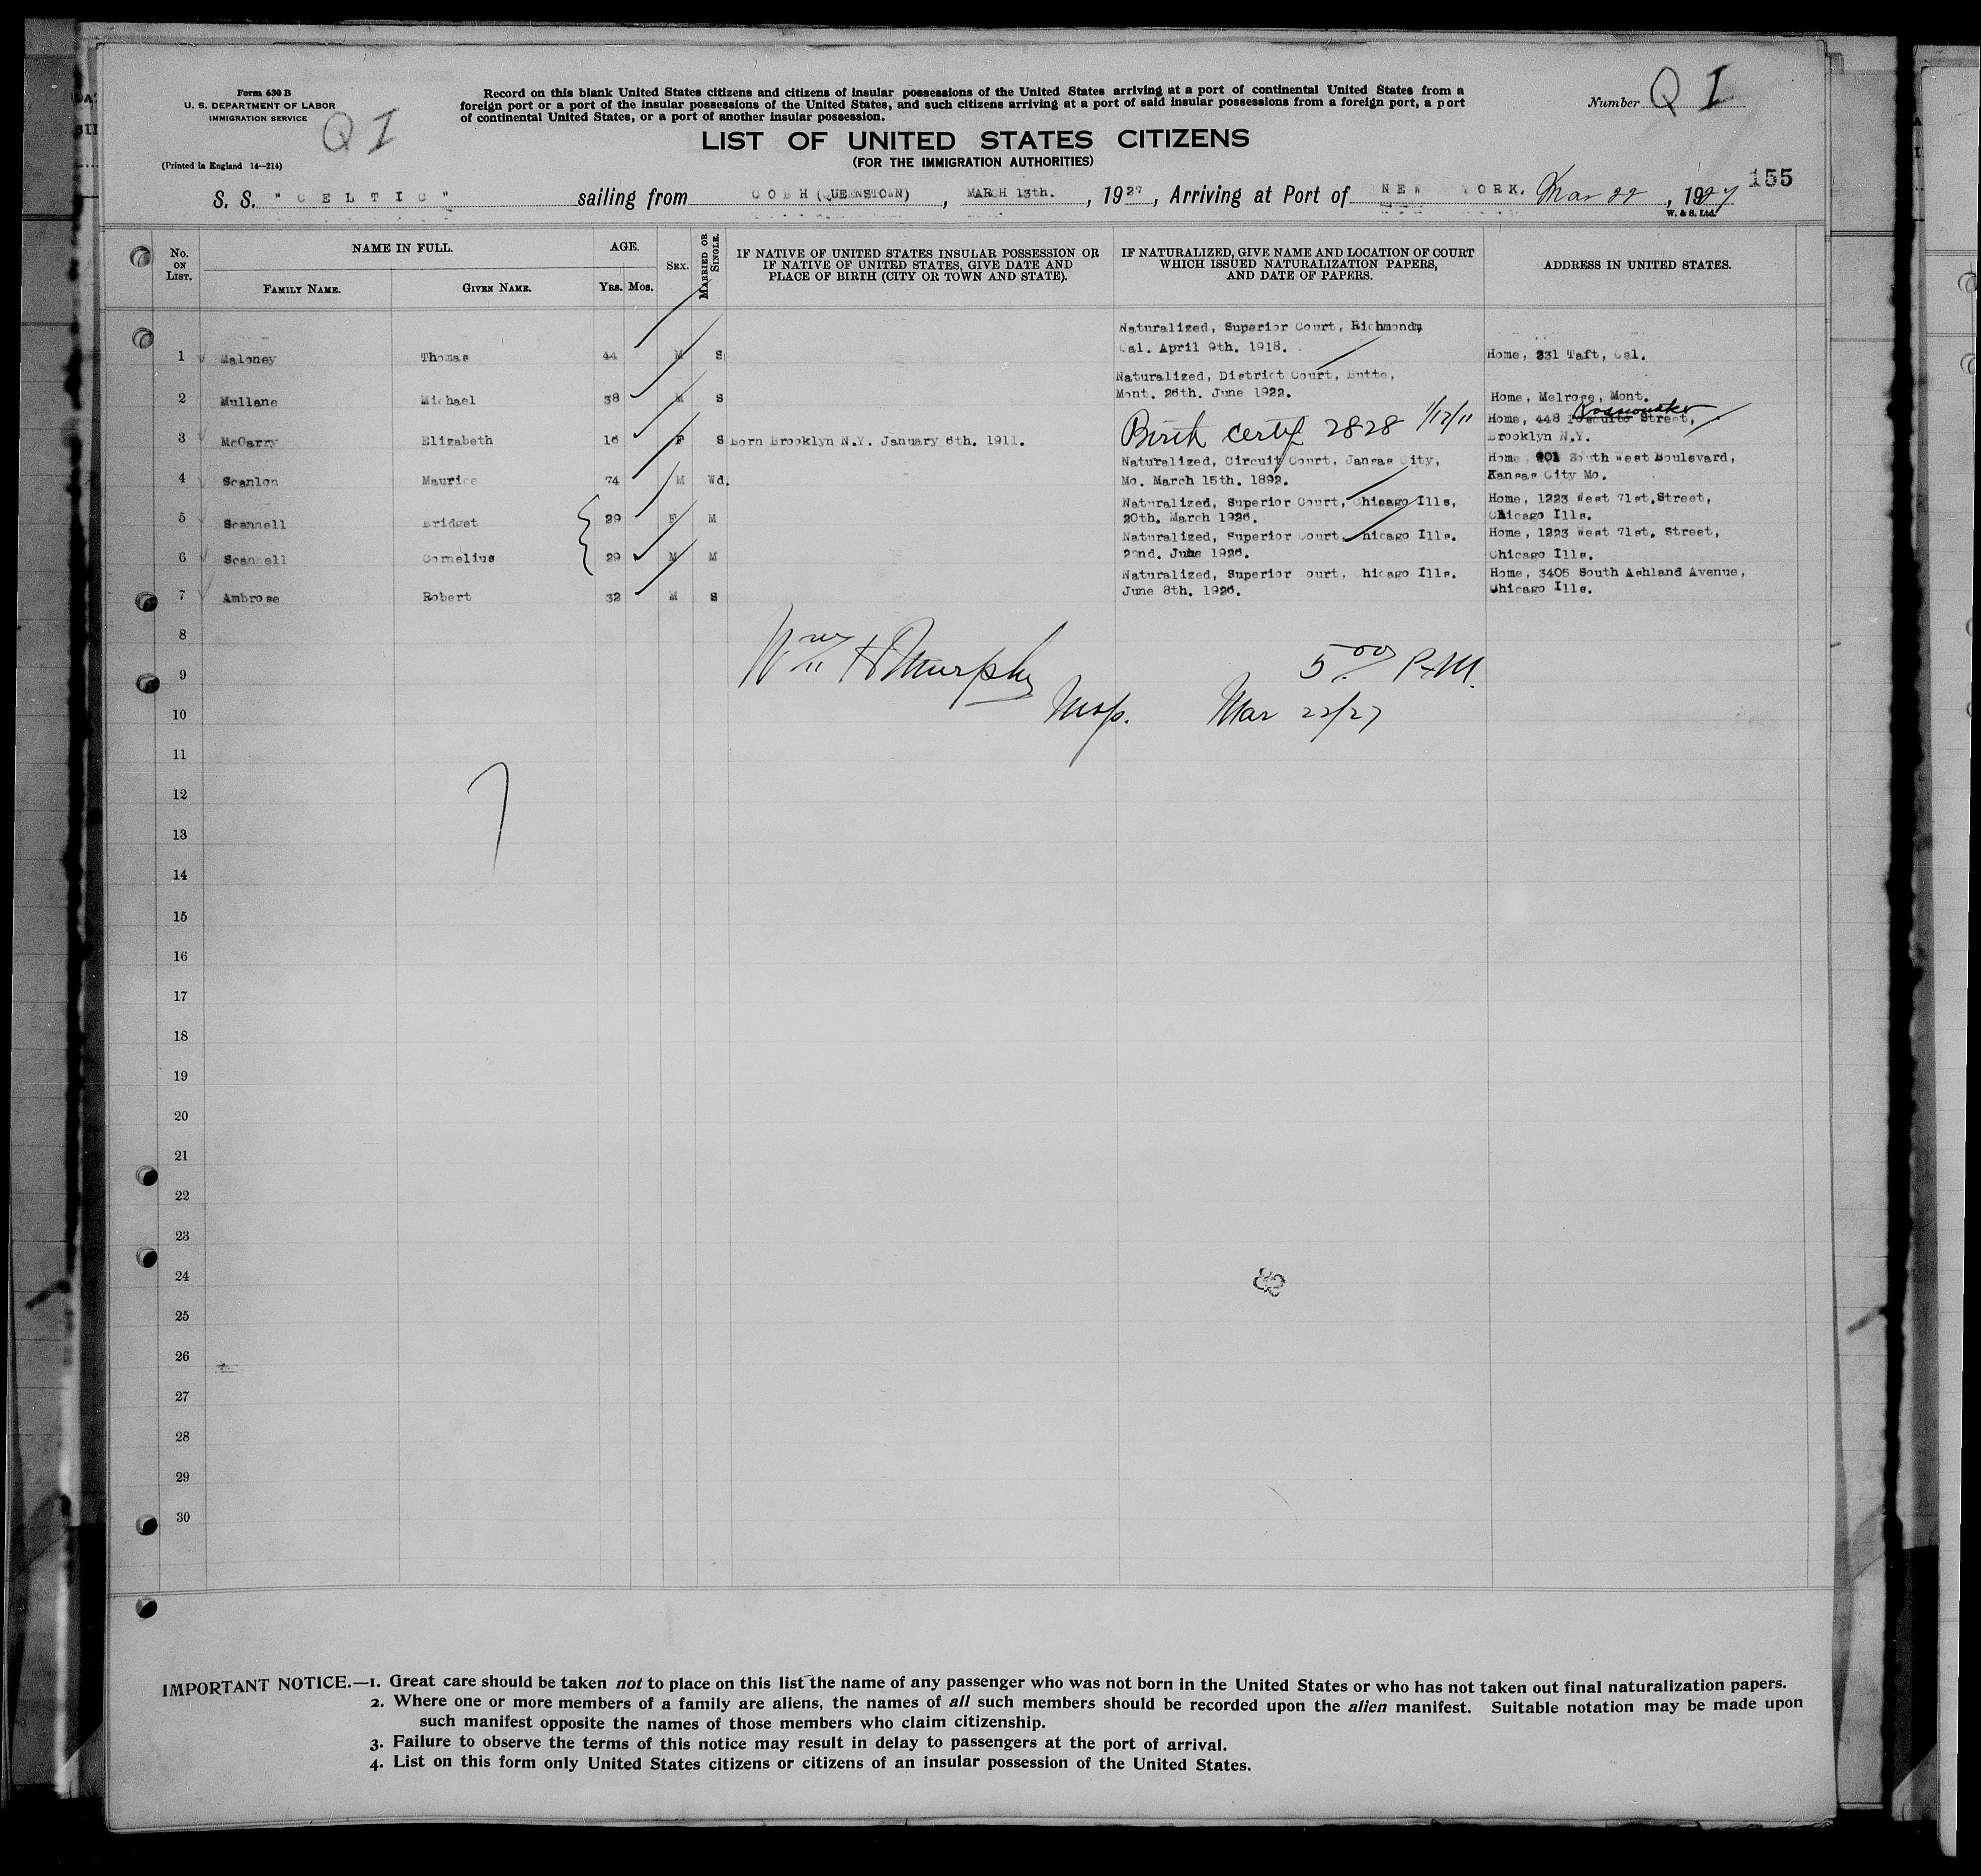 Form 630 B
U. S. DEPARTMENT OF LABOR
IMMIGRATION SERVICE
Q I
(Printed in England 14—214)
Record on this blank United States citizens and citizens of insular possessions of the United States arriving at a port of continental United States from a
foreign port or a port of the insular possessions of the United States, and such citizens arriving at a port of said insular possessions from a foreign port, a port
of continental United States, or a port of another insular possession.
Number Q I
LIST OF UNITED STATES CITIZENS
(FOR THE IMMIGRATION AUTHORITIES)
155
S. S. "CELTIC" sailing from COBH (QUEENSTOWN), MARCH 13th., 1927, Arriving at Port of NEW YORK. Mar 22, 1927
W. & S. Ltd.
No. ON LIST.
NAME IN FULL.
FAMILY NAME. GIVEN NAME.
AGE.
YRS. MOS.
SEX.
MARRIED OR SINGLE.
IF NATIVE OF UNITED STATES INSULAR POSSESSION OR
IF NATIVE OF UNITED STATES, GIVE DATE AND
PLACE OF BIRTH (CITY OR TOWN AND STATE).
IF NATURALIZED, GIVE NAME AND LOCATION OF COURT
WHICH ISSUED NATURALIZATION PAPERS,
AND DATE OF PAPERS.
ADDRESS IN UNITED STATES.
Naturalized, Superior Court, Richmond,
Cal. April 9th. 1918.
1 Maloney Thomas 44 M S Home, 231 Taft, Cal.
Naturalized, District Court, Butte,
Mont. 26th. June 1922.
2 Mullane Michael 38 M S Home, Melrose, Mont.
3 McGarry Elizabeth 16 F S Born Brooklyn N.Y. January 6th. 1911. Birth Certif 2828 1/12/11 Home, 448 Street,
Brooklyn N.Y.
Naturalized, Circuit Court, Jansas City,
Mo. March 15th. 1892.
4 Scanlon Maurice 74 M Wd. Home, 901 South West Boulevard,
Kansas City Mo.
Naturalized, Superior Court, Chicago Ills,
20th. March 1926.
5 Scannell Bridget 29 F M Home, 1223 West 71st. Street,
Chicago Ills.
Naturalized, Superior Court, hicago Ills.
22nd. June 1926.
6 Scannell Cornelius 29 M M Home, 1223 West 71st. Street,
Chicago Ills.
Naturalized, Superior ourt, hicago Ills.
June 8th. 1926.
7 Ambrose Robert 32 M S Home, 3405 South Ashland Avenue,
Chicago Ills.
8
Wm H Murphy 5.00 P.M.
9
Insp. Mar 22/27
10
11
12
13
14
15
16
17
18
19
20
21
22
23
24
25
26
27
28
29
30
IMPORTANT NOTICE.—1. Great care should be taken not to place on this list the name of any passenger who was not born in the United States or who has not taken out final naturalization papers.
2. Where one or more members of a family are aliens, the names of all such members should be recorded upon the alien manifest. Suitable notation may be made upon
such manifest opposite the names of those members who claim citizenship.
3. Failure to observe the terms of this notice may result in delay to passengers at the port of arrival.
4. List on this form only United States citizens or citizens of an insular possession of the United States.